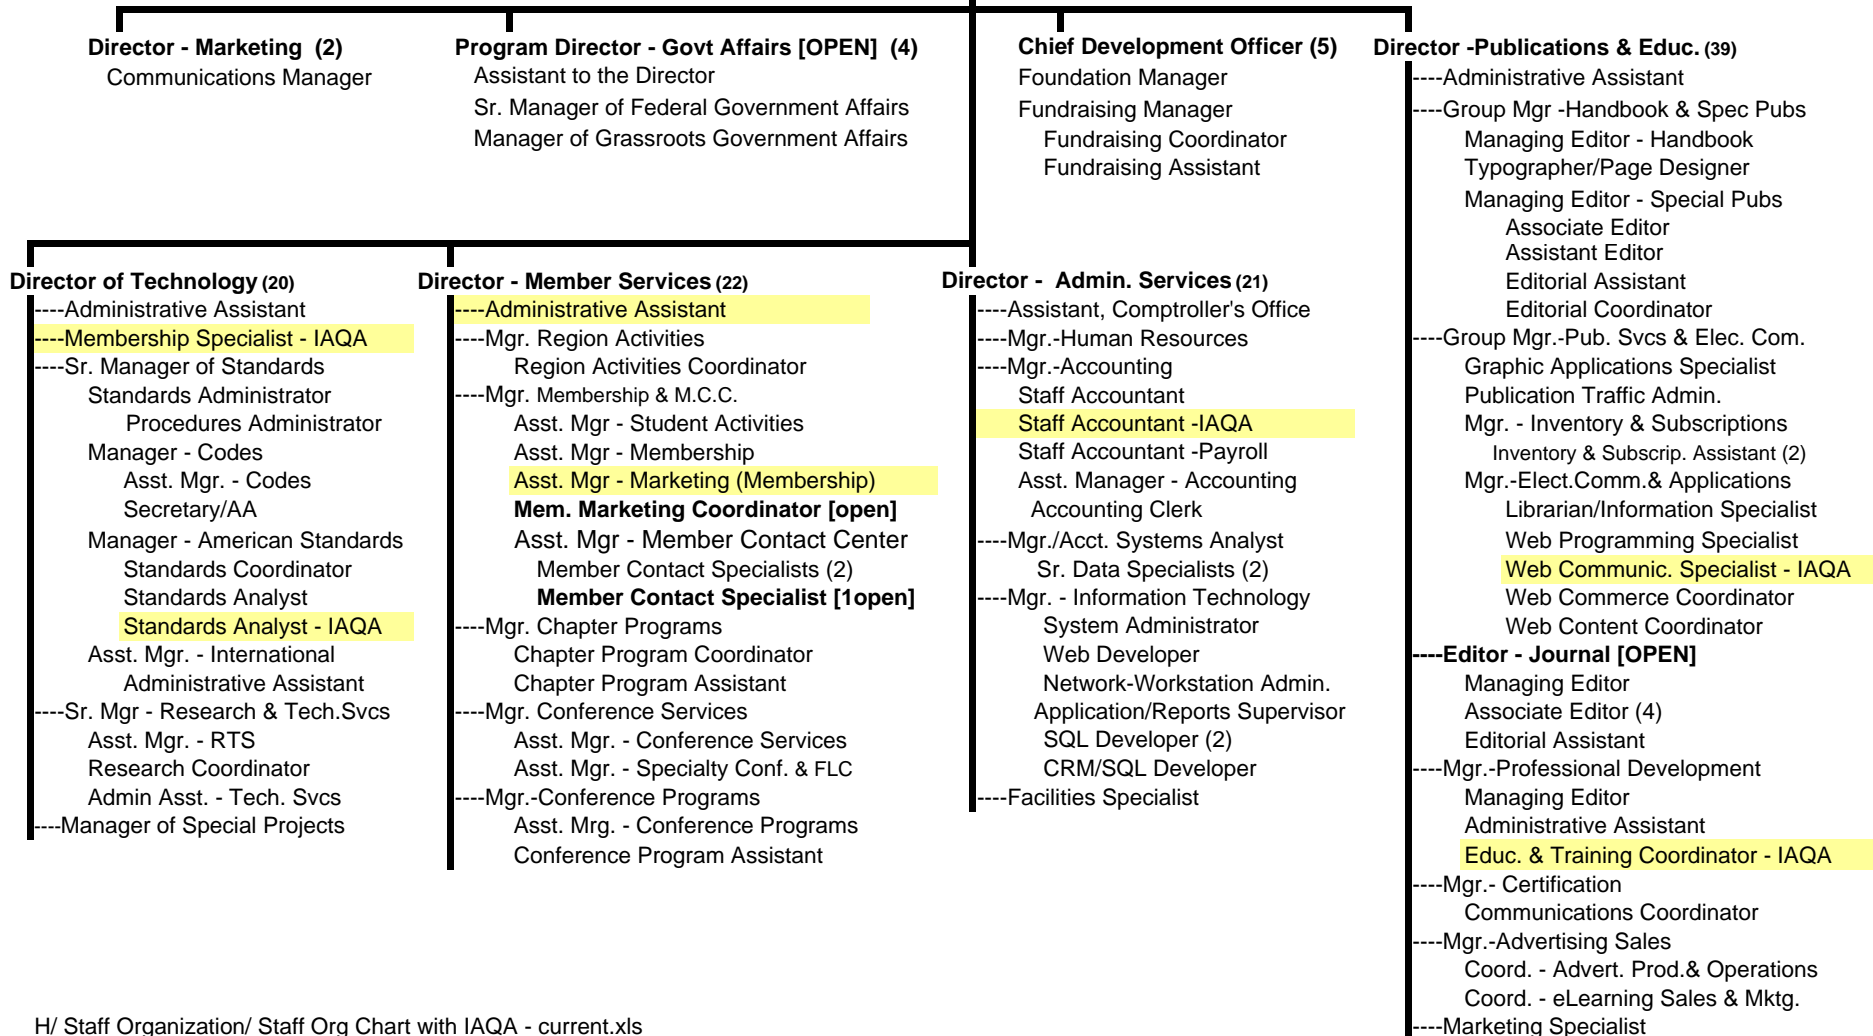 Director - Marketing (2)
Communications Manager
Program Director - Govt Affairs [OPEN] (4)
Assistant to the Director
Sr. Manager of Federal Government Affairs
Manager of Grassroots Government Affairs
Chief Development Officer (5)
Foundation Manager
Fundraising Manager
Fundraising Coordinator
Fundraising Assistant
Director -Publications & Educ. (39)
----Administrative Assistant
----Group Mgr -Handbook & Spec Pubs
Managing Editor - Handbook
Typographer/Page Designer
Managing Editor - Special Pubs
Associate Editor
Assistant Editor
Editorial Assistant
Editorial Coordinator
----Group Mgr.-Pub. Svcs & Elec. Com.
Graphic Applications Specialist
Publication Traffic Admin.
Mgr. - Inventory & Subscriptions
Inventory & Subscrip. Assistant (2)
Mgr.-Elect.Comm.& Applications
Librarian/Information Specialist
Web Programming Specialist
Web Communic. Specialist - IAQA
Web Commerce Coordinator
Web Content Coordinator
----Editor - Journal [OPEN]
Managing Editor
Associate Editor (4)
Editorial Assistant
----Mgr.-Professional Development
Managing Editor
Administrative Assistant
Educ. & Training Coordinator - IAQA
----Mgr.- Certification
Communications Coordinator
----Mgr.-Advertising Sales
Coord. - Advert. Prod.& Operations
Coord. - eLearning Sales & Mktg.
----Marketing Specialist
Director of Technology (20)
----Administrative Assistant
----Membership Specialist - IAQA
----Sr. Manager of Standards
Standards Administrator
Procedures Administrator
Manager - Codes
Asst. Mgr. - Codes
Secretary/AA
Manager - American Standards
Standards Coordinator
Standards Analyst
Standards Analyst - IAQA
Asst. Mgr. - International
Administrative Assistant
----Sr. Mgr - Research & Tech.Svcs
Asst. Mgr. - RTS
Research Coordinator
Admin Asst. - Tech. Svcs
----Manager of Special Projects
Director - Member Services (22)
----Administrative Assistant
----Mgr. Region Activities
Region Activities Coordinator
----Mgr. Membership & M.C.C.
Asst. Mgr - Student Activities
Asst. Mgr - Membership
Asst. Mgr - Marketing (Membership)
Mem. Marketing Coordinator [open]
Asst. Mgr - Member Contact Center
Member Contact Specialists (2)
Member Contact Specialist [1open]
----Mgr. Chapter Programs
Chapter Program Coordinator
Chapter Program Assistant
----Mgr. Conference Services
Asst. Mgr. - Conference Services
Asst. Mgr. - Specialty Conf. & FLC
----Mgr.-Conference Programs
Asst. Mrg. - Conference Programs
Conference Program Assistant
Director - Admin. Services (21)
----Assistant, Comptroller's Office
----Mgr.-Human Resources
----Mgr.-Accounting
Staff Accountant
Staff Accountant -IAQA
Staff Accountant -Payroll
Asst. Manager - Accounting
Accounting Clerk
----Mgr./Acct. Systems Analyst
Sr. Data Specialists (2)
----Mgr. - Information Technology
System Administrator
Web Developer
Network-Workstation Admin.
Application/Reports Supervisor
SQL Developer (2)
CRM/SQL Developer
----Facilities Specialist
H/ Staff Organization/ Staff Org Chart with IAQA - current.xls